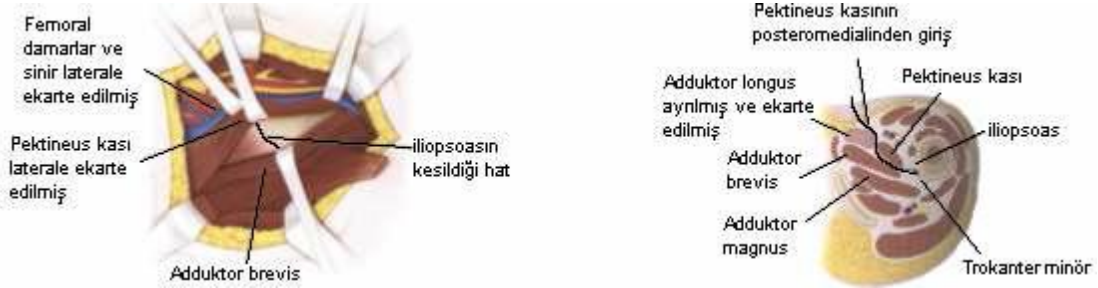 Femoral
damarlar ve
sinir laterale
ekarte edilmiş
Pektineus kası
laterale ekarte
edilmiş
iliopsoasın
kesildiği hat
Adduktor brevis
Pektineus kasının
posteromedialinden giriş
Adduktor longus
ayrılmış ve ekarte
edilmiş
Pektineus kası
iliopsoas
Adduktor
brevis
Adduktor
magnus
Trokanter minör